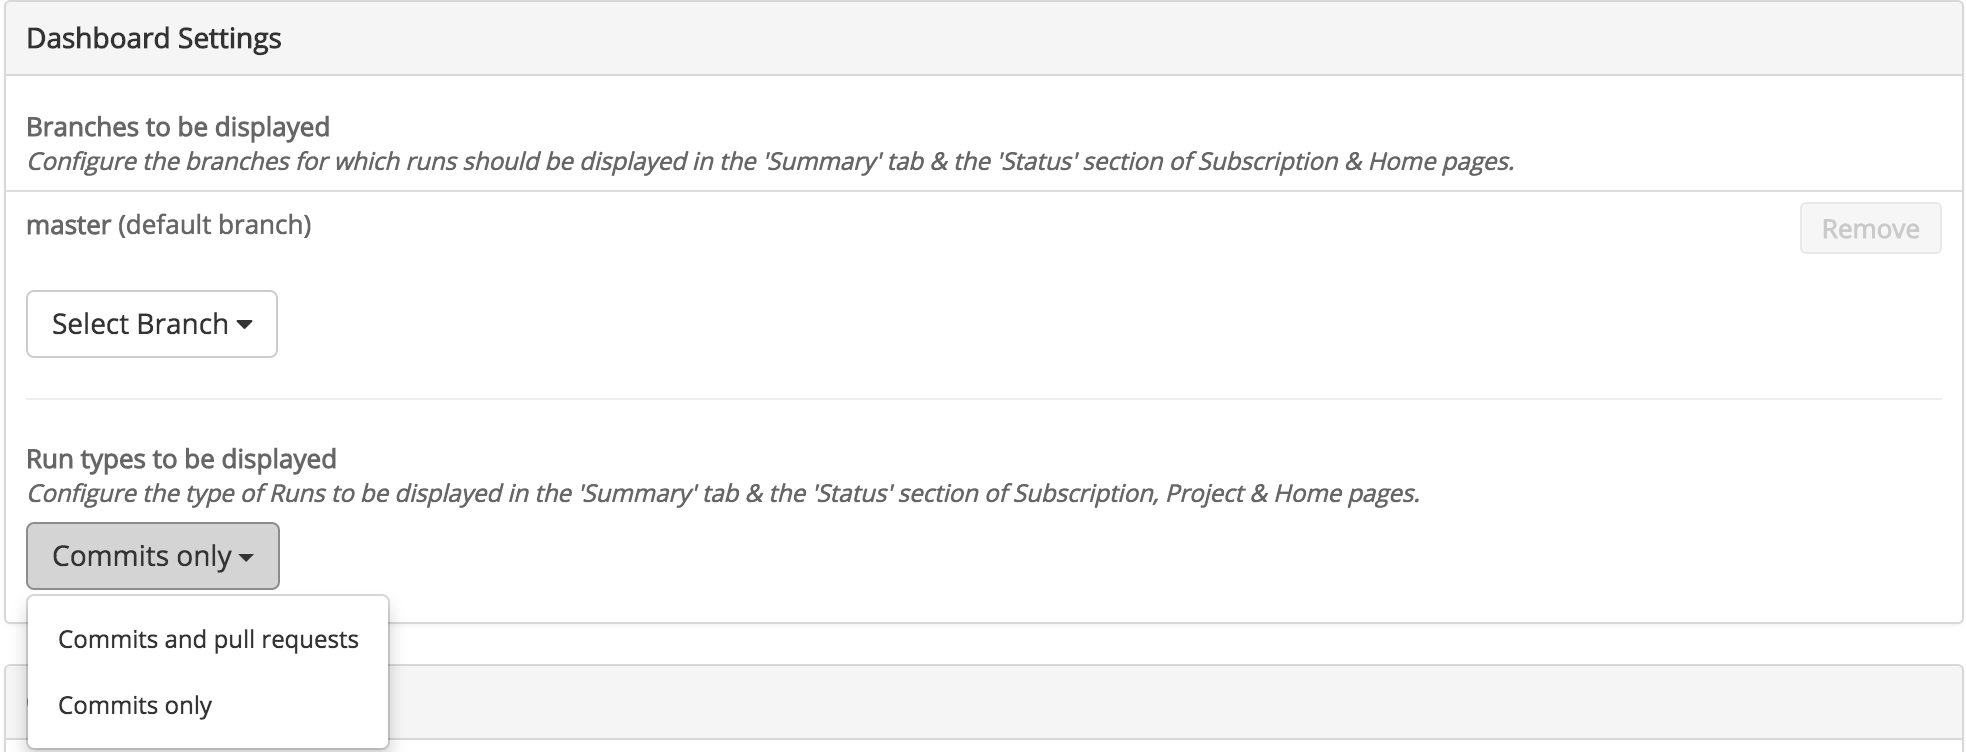 Dashboard Settings
Branches to be displayed
Configure the branches for which runs should be displayed in the 'Summary' tab & the 'Status' section of Subscription & Home pages.
master (default branch)
Remove
Select Branch
Run types to be displayed
Configure the type of Runs to be displayed in the 'Summary' tab & the 'Status' section of Subscription, Project & Home pages.
Commits only
Commits and pull requests
Commits only